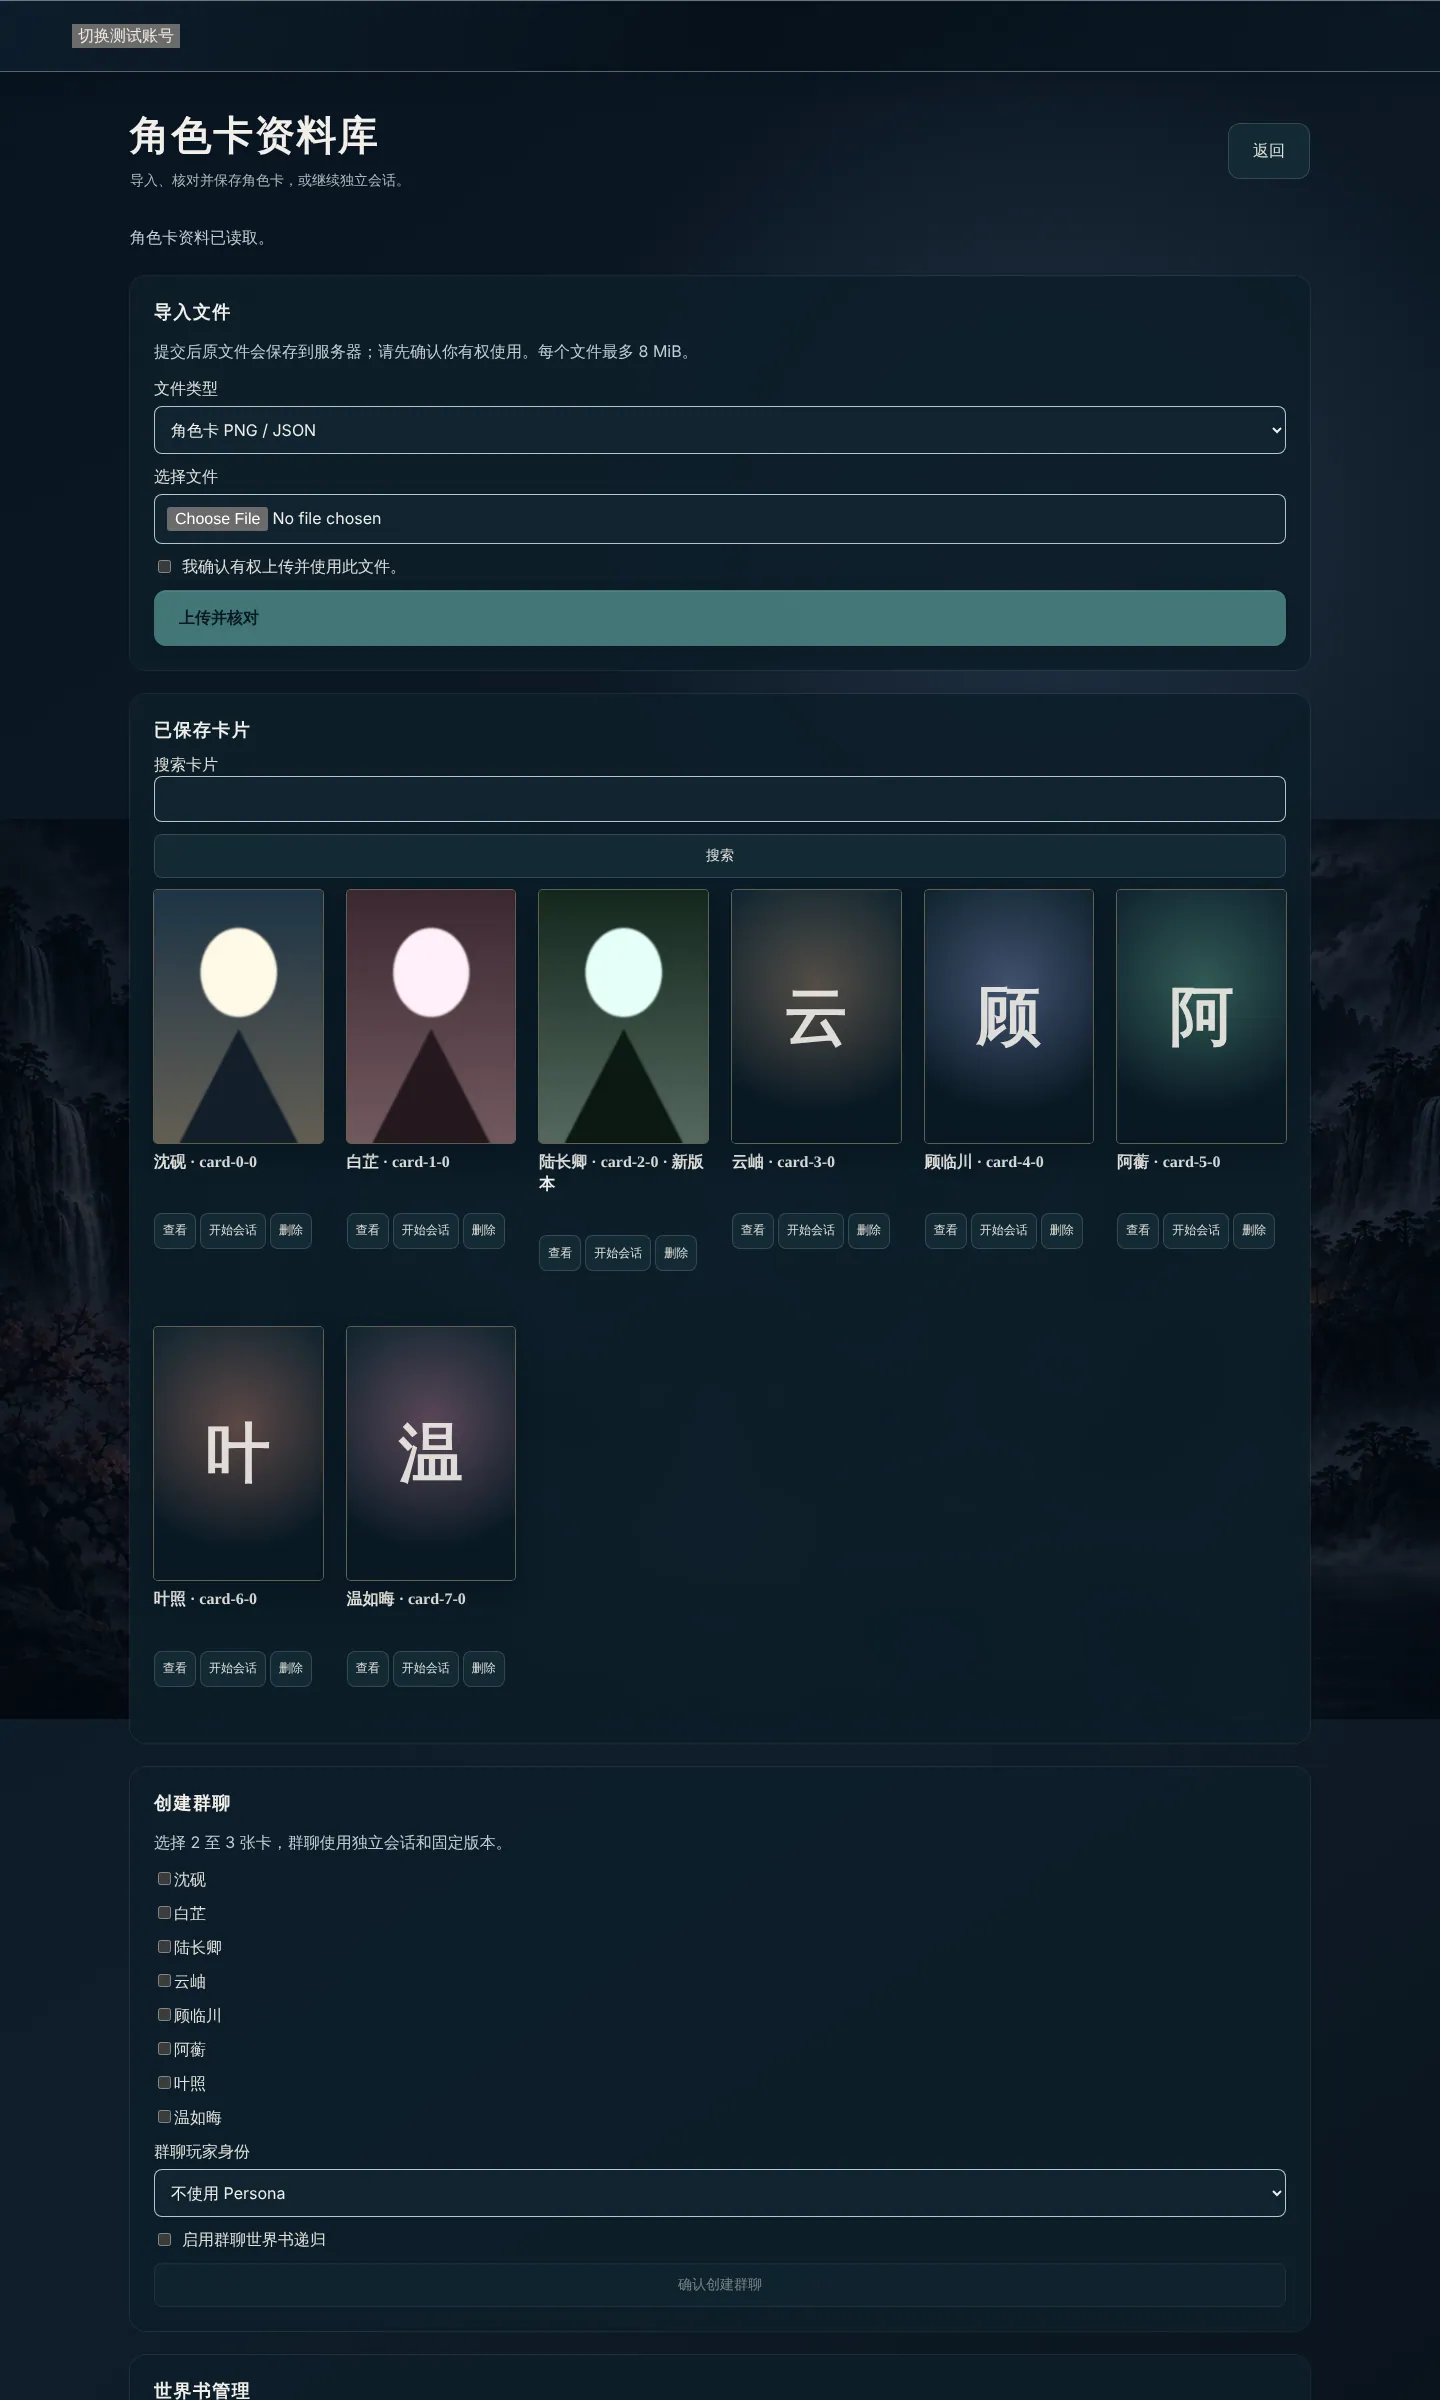 切换测试账号
角色卡资料库
导入、核对并保存角色卡，或继续独立会话。
返回
角色卡资料已读取。
导入文件
提交后原文件会保存到服务器；请先确认你有权使用。每个文件最多 8 MiB。
文件类型
角色卡 PNG / JSON
选择文件
Choose File No file chosen
我确认有权上传并使用此文件。
上传并核对
已保存卡片
搜索卡片
搜索
云
顾
阿
沈砚 · card-0-0
白芷 · card-1-0
陆长卿 · card-2-0 · 新版
本
云岫 · card-3-0
顾临川 · card-4-0
阿蘅 · card-5-0
查看 开始会话 删除
查看 开始会话 删除
查看 开始会话 删除
查看 开始会话 删除
查看 开始会话 删除
查看 开始会话 删除
叶
温
叶照 · card-6-0
温如晦 · card-7-0
查看 开始会话 删除
查看 开始会话 删除
创建群聊
选择 2 至 3 张卡，群聊使用独立会话和固定版本。
沈砚
白芷
陆长卿
云岫
顾临川
阿蘅
叶照
温如晦
群聊玩家身份
不使用 Persona
启用群聊世界书递归
确认创建群聊
世界书管理